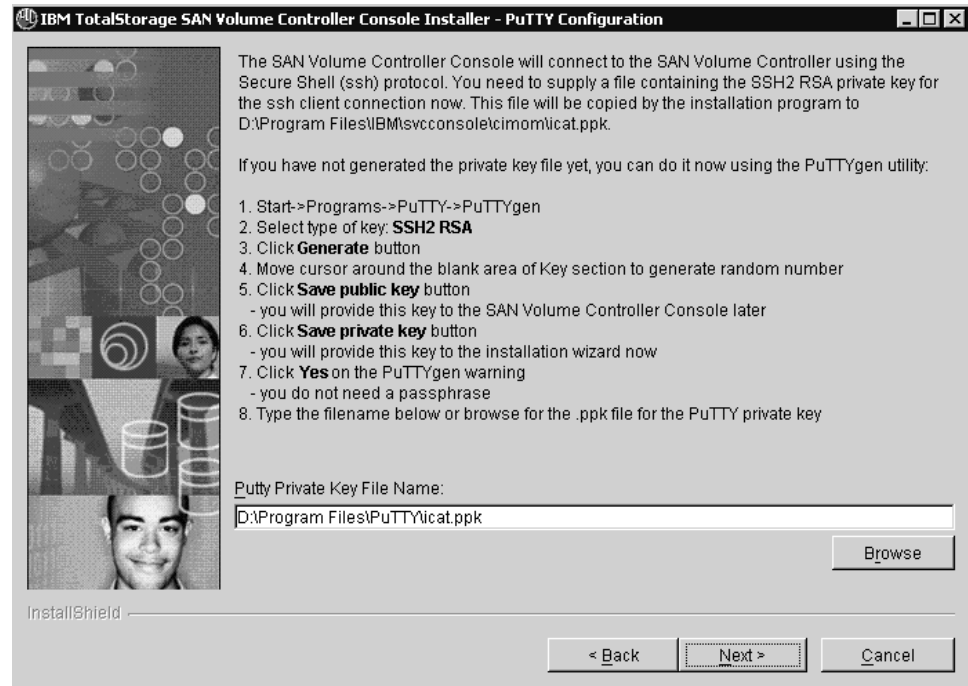 IBM TotalStorage SAN Volume Controller Console Installer - PuTTY Configuration
The SAN Volume Controller Console will connect to the SAN Volume Controller using the
Secure Shell (ssh) protocol. You need to supply a file containing the SSH2 RSA private key for
the ssh client connection now. This file will be copied by the installation program to
D:\Program Files\IBM\svcconsole\cimom\icat.ppk.
If you have not generated the private key file yet, you can do it now using the PuTTYgen utility:
1. Start->Programs->PuTTY->PuTTYgen
2. Select type of key: SSH2 RSA
3. Click Generate button
4. Move cursor around the blank area of Key section to generate random number
5. Click Save public key button
- you will provide this key to the SAN Volume Controller Console later
6. Click Save private key button
- you will provide this key to the installation wizard now
7. Click Yes on the PuTTYgen warning
- you do not need a passphrase
8. Type the filename below or browse for the .ppk file for the PuTTY private key
Putty Private Key File Name:
D:\Program Files\PuTTY\icat.ppk
Browse
InstallShield
< Back
Next >
Cancel